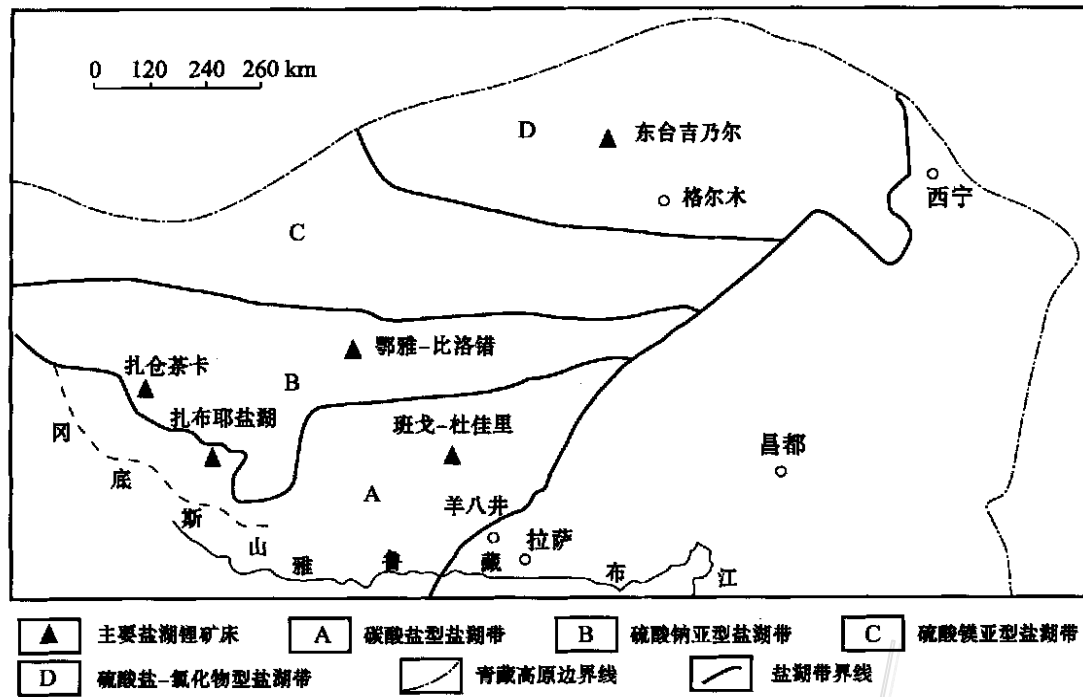 0 120 240 260 km
D
东台吉乃尔
格尔木
西宁
C
鄂雅-比洛错
扎仓茶卡
B
扎布耶盐湖
班戈-杜佳里
冈底斯山
昌都
A
羊八井
拉萨
雅鲁藏布江
主要盐湖锂矿床
A 碳酸盐型盐湖带
B 硫酸钠亚型盐湖带
C 硫酸镁亚型盐湖带
D 硫酸盐-氯化物型盐湖带
青藏高原边界线
盐湖带界线